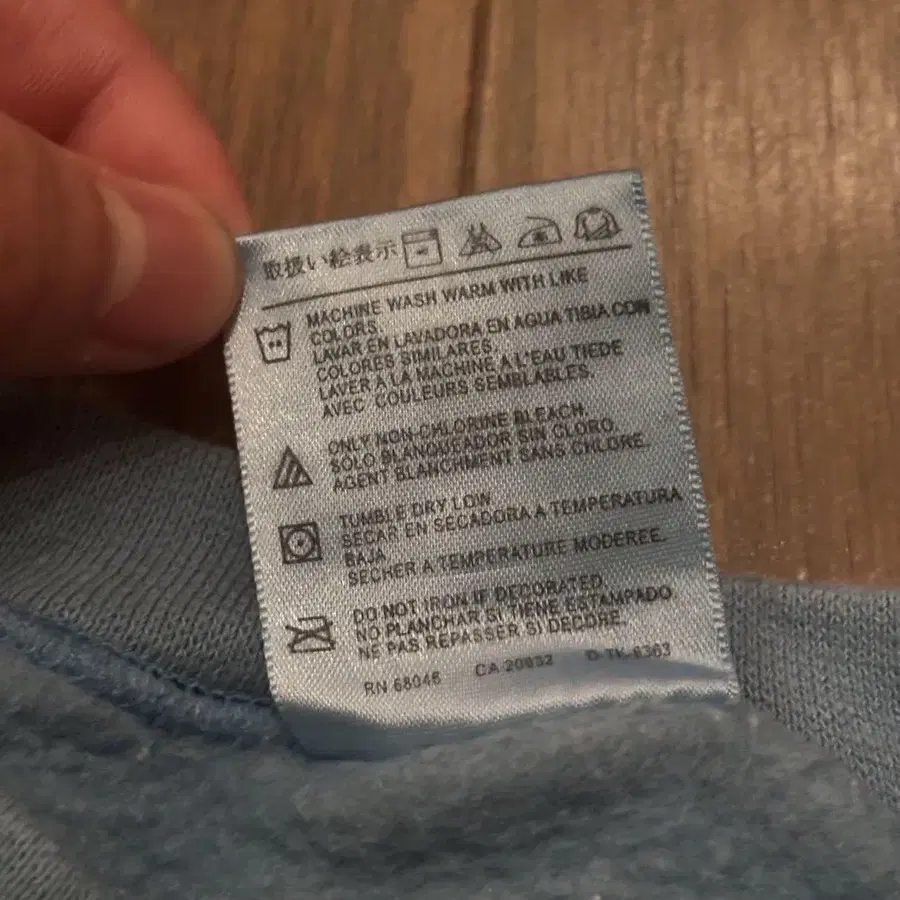 取扱い絵表示
MACHINE WASH WARM WITH LIKE
COLORS.
LAVAR EN LAVADORA EN AGUA TIBIA CON
COLORES SIMILARES.
LAVER A LA MACHINE A L'EAU TIEDE
AVEC COULEURS SEMBLABLES.
ONLY NON-CHLORINE BLEACH.
SOLO BLANQUEADOR SIN CLORO.
AGENT BLANCHMENT SANS CHLORE.
TUMBLE DRY LOW
SECAR EN SECADORA A TEMPERATURA
BAJA
SECHER A TEMPERATURE MODEREE.
DO NOT IRON IF DECORATED.
NO PLANCHAR SI TIENE ESTAMPADO
NE PAS REPASSER SI DECORE.
RN 68046 CA 20932